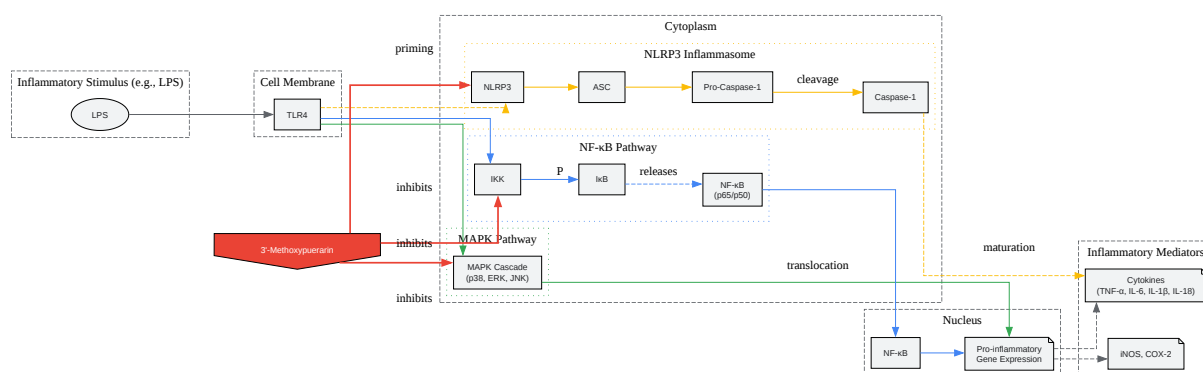 Cytoplasm
priming
NLRP3 Inflammasome
Inflammatory Stimulus (e.g., LPS)
Cell Membrane
cleavage
NLRP3
ASC
Pro-Caspase-1
Caspase-1
LPS
TLR4
NF-κB Pathway
P
releases
IKK
IκB
NF-κB
(p65/p50)
inhibits
inhibits
MAPK Pathway
3'-Methoxypuerarin
maturation
Inflammatory Mediators
translocation
MAPK Cascade
(p38, ERK, JNK)
Cytokines
(TNF-α, IL-6, IL-1β, IL-18)
inhibits
Nucleus
NF-κB
Pro-inflammatory
Gene Expression
iNOS, COX-2